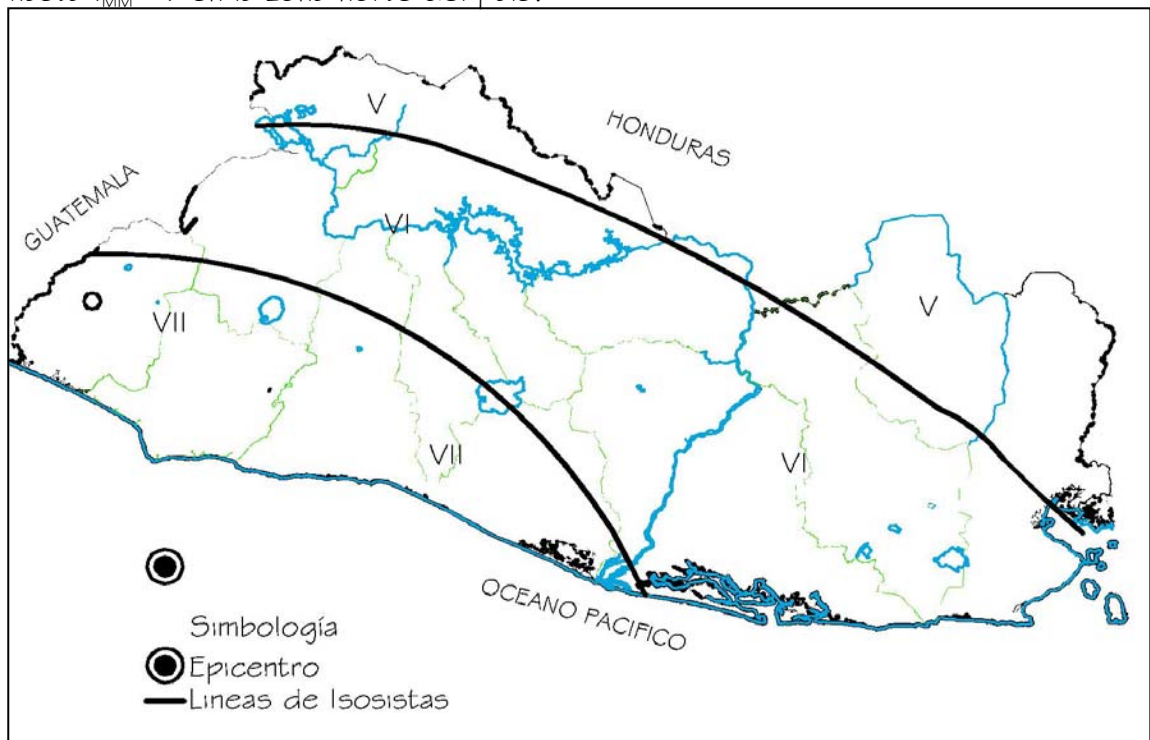 V
HONDURAS
GUATEMALA
VI
V
VII
VII
VI
OCEANO PACIFICO
Simbología
Epicentro
Lineas de Isosistas